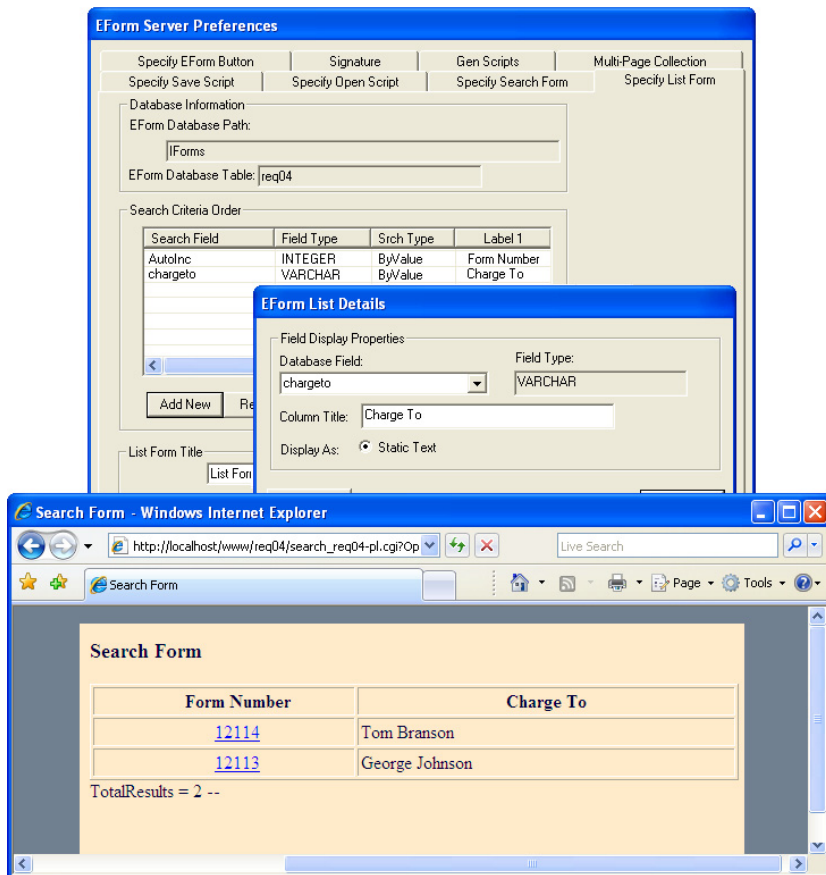 EForm Server Preferences
Specify EForm Button Signature Gen Scripts Multi-Page Collection
Specify Save Script Specify Open Script Specify Search Form Specify List Form
Database Information
EForm Database Path:
IForms
EForm Database Table: req04
Search Criteria Order
Search Field Field Type Srch Type Label 1
AutoInc INTEGER ByValue Form Number
chargeto VARCHAR ByValue Charge To
Add New
List Form Title
EForm List Details
Field Display Properties
Database Field: Field Type:
chargeto VARCHAR
Column Title: Charge To
Display As: Static Text
Search Form - Windows Internet Explorer
http://localhost/www/req04/search_req04-pl.cgi?Op Live Search
Search Form Page Tools
Search Form
Form Number Charge To
12114 Tom Branson
12113 George Johnson
TotalResults = 2 --